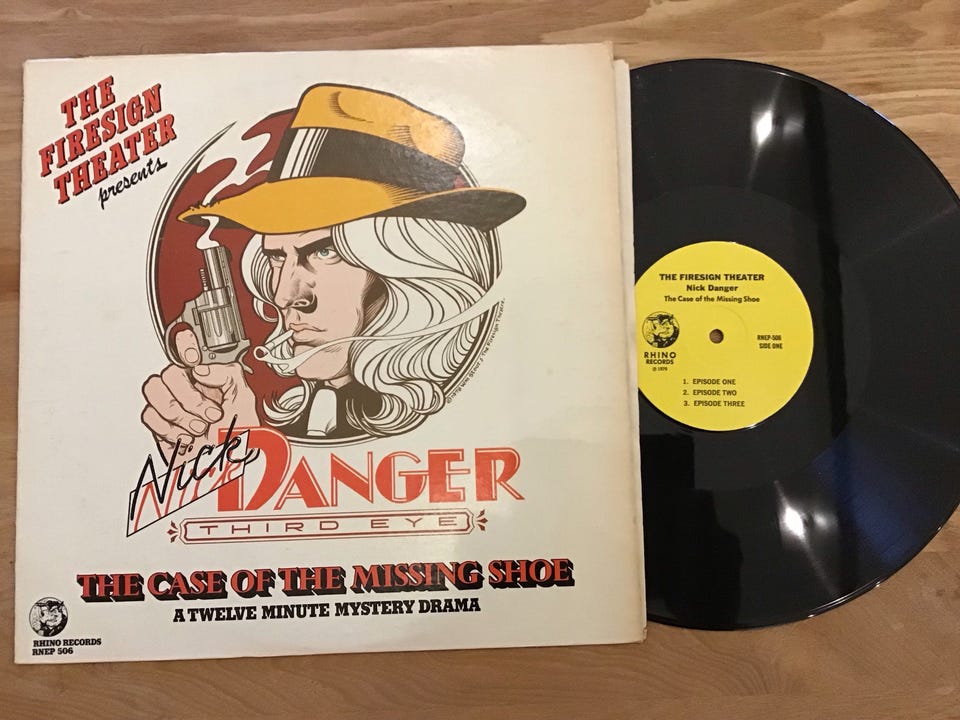 THE
FIRESIGN
THEATER
presents
Nick
DANGER
THIRD EYE
THE CASE OF THE MISSING SHOE
A TWELVE MINUTE MYSTERY DRAMA
RHINO RECORDS
RNEP 506
THE FIRESIGN THEATER
Nick Danger
The Case of the Missing Shoe
RHINO
RECORDS
℗ 1979
RNEP-506
SIDE ONE
1. EPISODE ONE
2. EPISODE TWO
3. EPISODE THREE